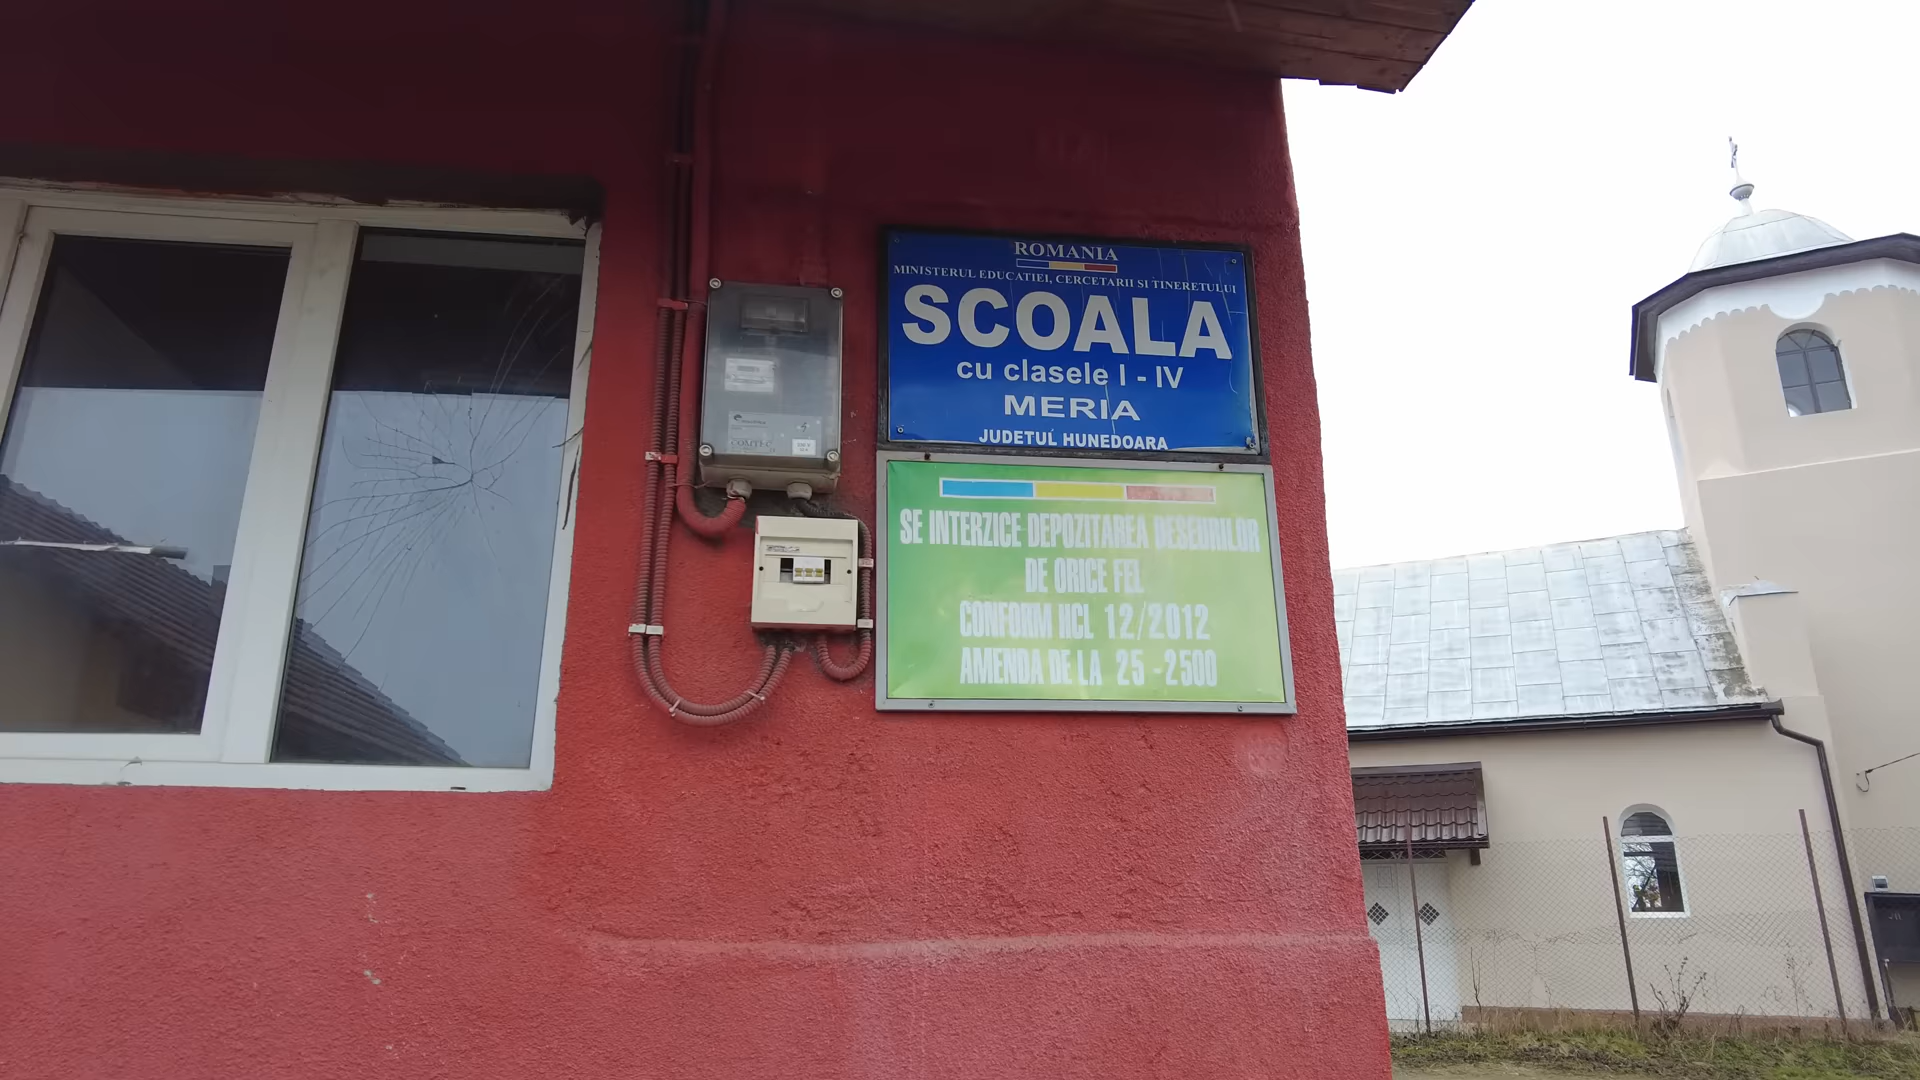 ROMANIA
MINISTERUL EDUCATIEI, CERCETARII SI TINERETULUI
SCOALA
cu clasele I - IV
MERIA
JUDETUL HUNEDOARA
SE INTERZICE DEPOZITAREA DESEURILOR
DE ORICE FEL
CONFORM HCL 12/2012
AMENDA DE LA 25 - 2500
COMTEC